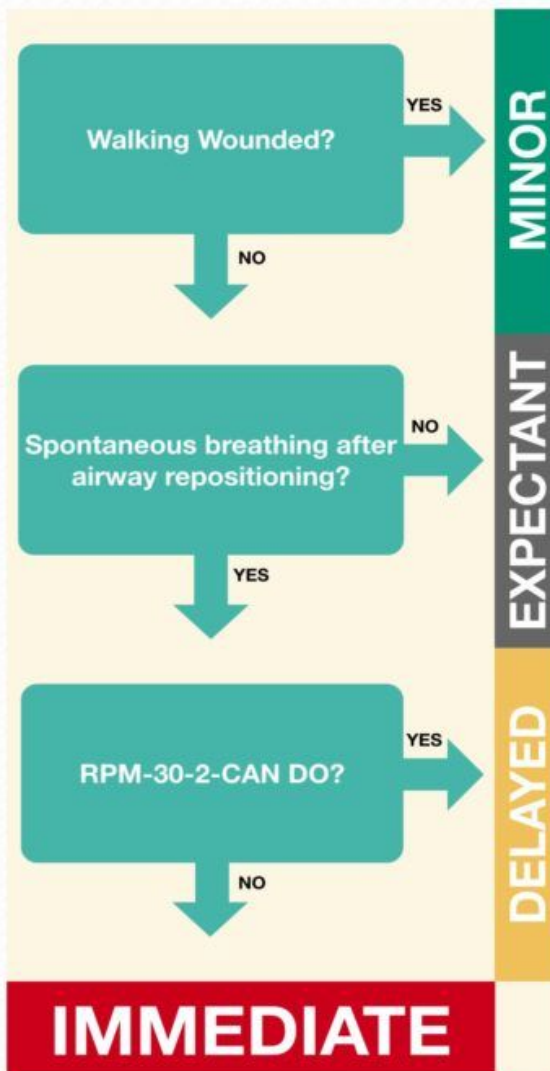 Walking Wounded?
YES
MINOR
NO
Spontaneous breathing after
airway repositioning?
NO
EXPECTANT
YES
RPM-30-2-CAN DO?
YES
DELAYED
NO
IMMEDIATE